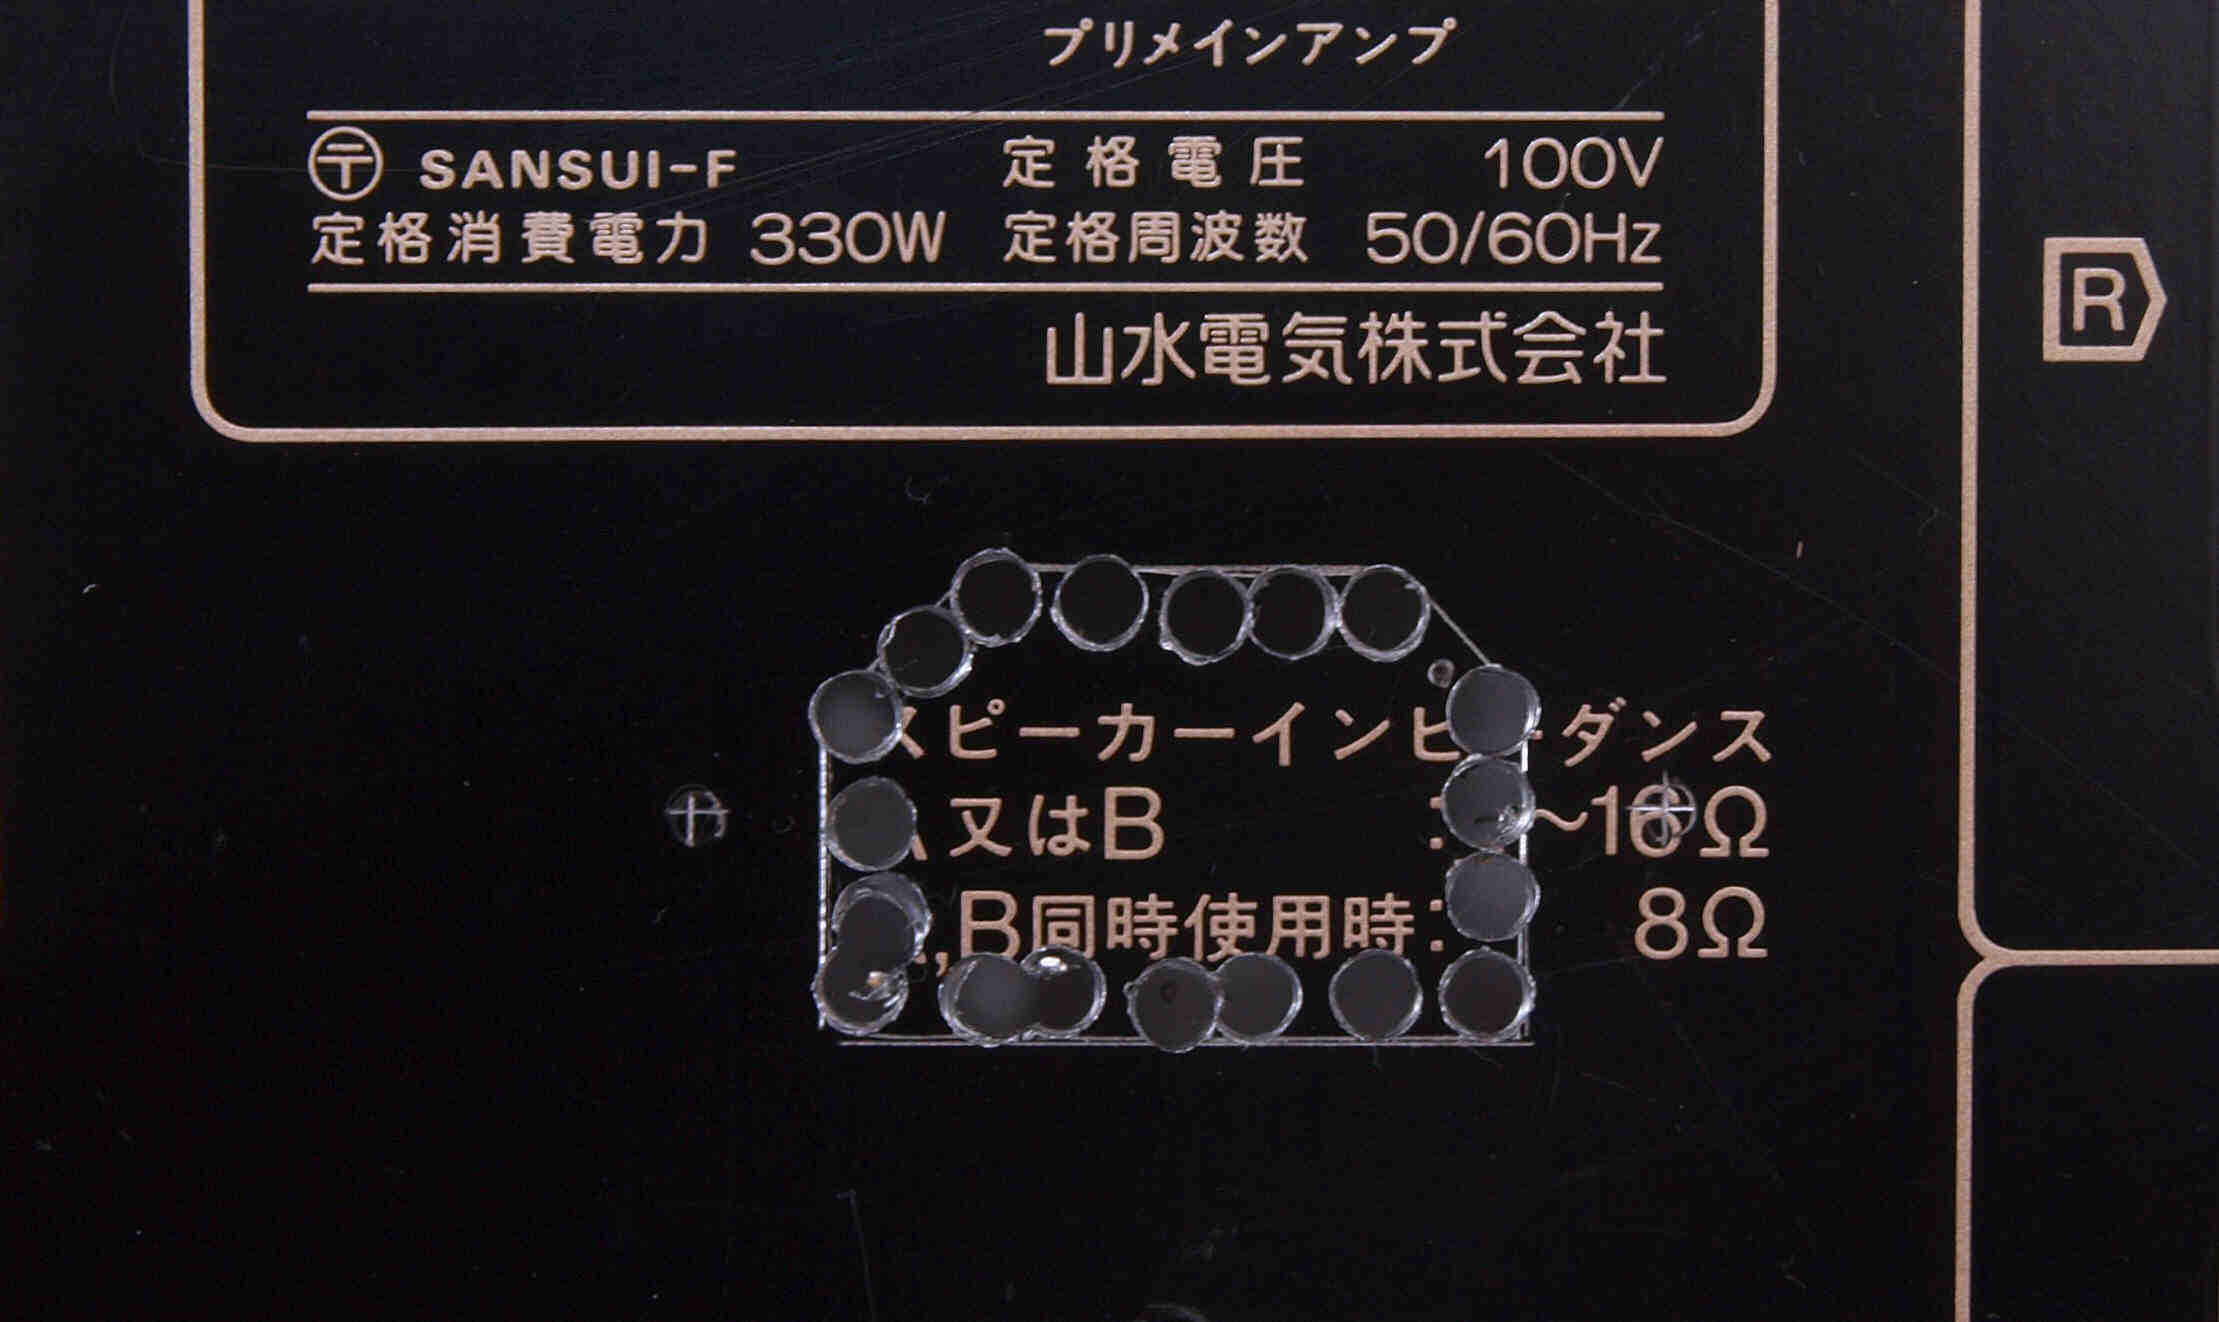 プリメインアンプ
〒 SANSUI-F 定格電圧 100V
定格消費電力 330W 定格周波数 50/60Hz
山水電気株式会社
R
スピーカーインピーダンス
A又はB : ~16Ω
,B同時使用時: 8Ω